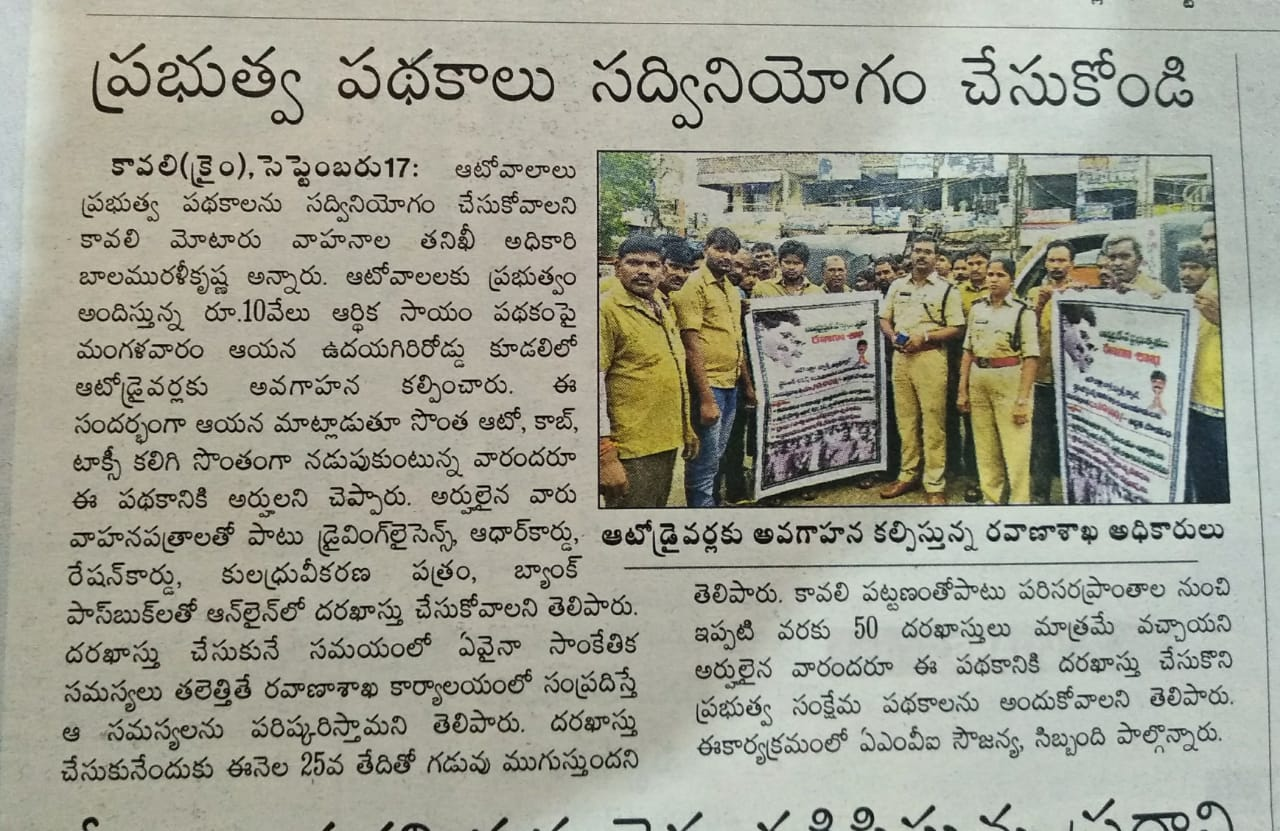 ప్రభుత్వ పథకాలు సద్వినియోగం చేసుకోండి
కావలి(క్రైం), సెప్టెంబరు17: ఆటోవాలాలు
ప్రభుత్వ పథకాలను సద్వినియోగం చేసుకోవాలని
కావలి మోటారు వాహనాల తనిఖీ అధికారి
బాలమురళీకృష్ణ అన్నారు. ఆటోవాలలకు ప్రభుత్వం
అందిస్తున్న రూ.10వేలు ఆర్థిక సాయం పథకంపై
మంగళవారం ఆయన ఉదయగిరిరోడ్డు కూడలిలో
ఆటోడ్రైవర్లకు అవగాహన కల్పించారు. ఈ
సందర్భంగా ఆయన మాట్లాడుతూ సొంత ఆటో, కాబ్,
టాక్సీ కలిగి సొంతంగా నడుపుకుంటున్న వారందరూ
ఈ పథకానికి అర్హులని చెప్పారు. అర్హులైన వారు
వాహనపత్రాలతో పాటు డ్రైవింగ్‌లైసెన్స్, ఆధార్‌కార్డు,
రేషన్‌కార్డు, కులధ్రువీకరణ పత్రం, బ్యాంక్
పాస్‌బుక్‌లతో ఆన్‌లైన్‌లో దరఖాస్తు చేసుకోవాలని తెలిపారు.
దరఖాస్తు చేసుకునే సమయంలో ఏవైనా సాంకేతిక
సమస్యలు తలెత్తితే రవాణాశాఖ కార్యాలయంలో సంప్రదిస్తే
ఆ సమస్యలను పరిష్కరిస్తామని తెలిపారు. దరఖాస్తు
చేసుకునేందుకు ఈనెల 25వ తేదితో గడువు ముగుస్తుందని
ఆటోడ్రైవర్లకు అవగాహన కల్పిస్తున్న రవాణాశాఖ అధికారులు
తెలిపారు. కావలి పట్టణంతోపాటు పరిసరప్రాంతాల నుంచి
ఇప్పటి వరకు 50 దరఖాస్తులు మాత్రమే వచ్చాయని
అర్హులైన వారందరూ ఈ పథకానికి దరఖాస్తు చేసుకొని
ప్రభుత్వ సంక్షేమ పథకాలను అందుకోవాలని తెలిపారు.
ఈకార్యక్రమంలో ఏఎంవీఐ సౌజన్య, సిబ్బంది పాల్గొన్నారు.